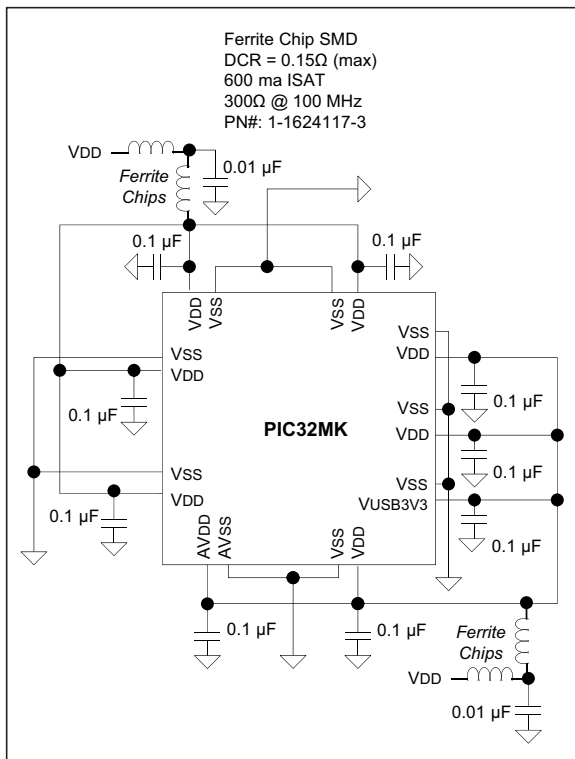 Ferrite Chip SMD
DCR = 0.15Ω (max)
600 ma ISAT
300Ω @ 100 MHz
PN#: 1-1624117-3
VDD
0.01 µF
Ferrite
Chips
0.1 µF
0.1 µF
VDD
VSS
VSS
VDD
VSS
VDD
VSS
VDD
0.1 µF
0.1 µF
VSS
VDD
PIC32MK
0.1 µF
VSS
VDD
VSS
VUSB3V3
0.1 µF
0.1 µF
AVDD
AVSS
VSS
VDD
0.1 µF
0.1 µF
Ferrite
Chips
VDD
0.01 µF